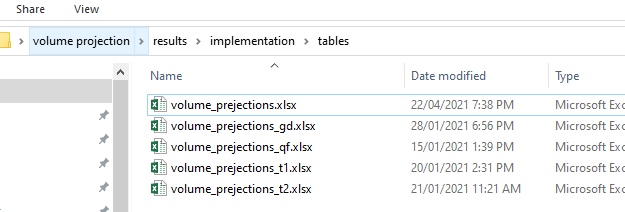 Share View
volume projection results implementation tables
Name Date modified Type
volume_prejections.xlsx 22/04/2021 7:38 PM Microsoft Exc
volume_prejections_gd.xlsx 28/01/2021 6:56 PM Microsoft Exc
volume_prejections_qf.xlsx 15/01/2021 1:39 PM Microsoft Exc
volume_prejections_t1.xlsx 20/01/2021 2:31 PM Microsoft Exc
volume_prejections_t2.xlsx 21/01/2021 11:21 AM Microsoft Exc